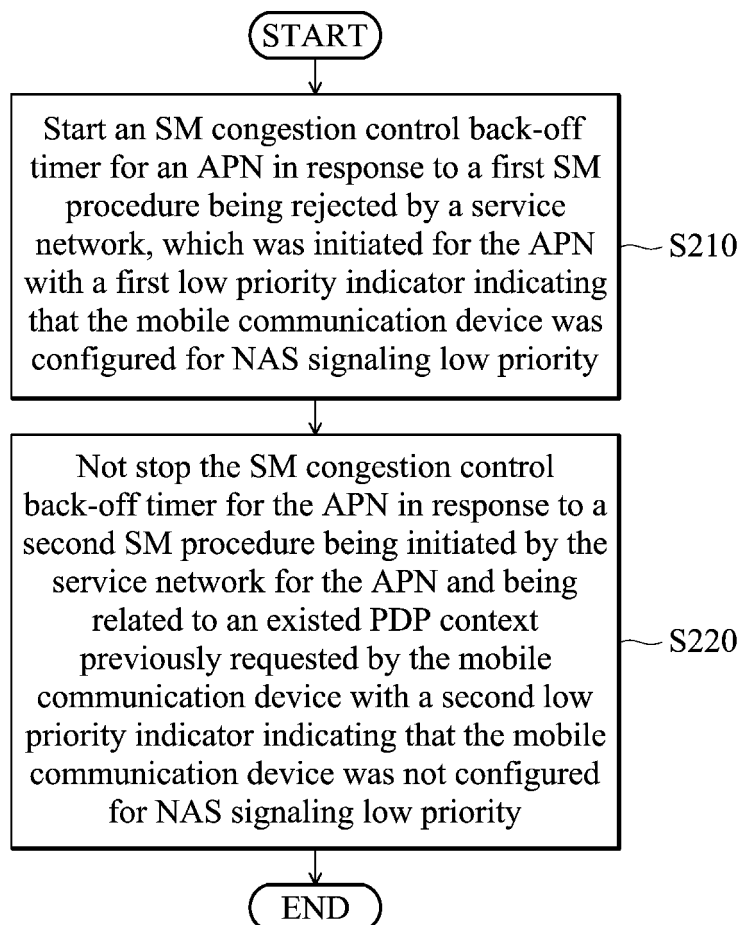 START
Start an SM congestion control back-off
timer for an APN in response to a first SM
procedure being rejected by a service
network, which was initiated for the APN
with a first low priority indicator indicating
that the mobile communication device was
configured for NAS signaling low priority
S210
Not stop the SM congestion control
back-off timer for the APN in response to a
second SM procedure being initiated by the
service network for the APN and being
related to an existed PDP context
previously requested by the mobile
communication device with a second low
priority indicator indicating that the mobile
communication device was not configured
for NAS signaling low priority
S220
END